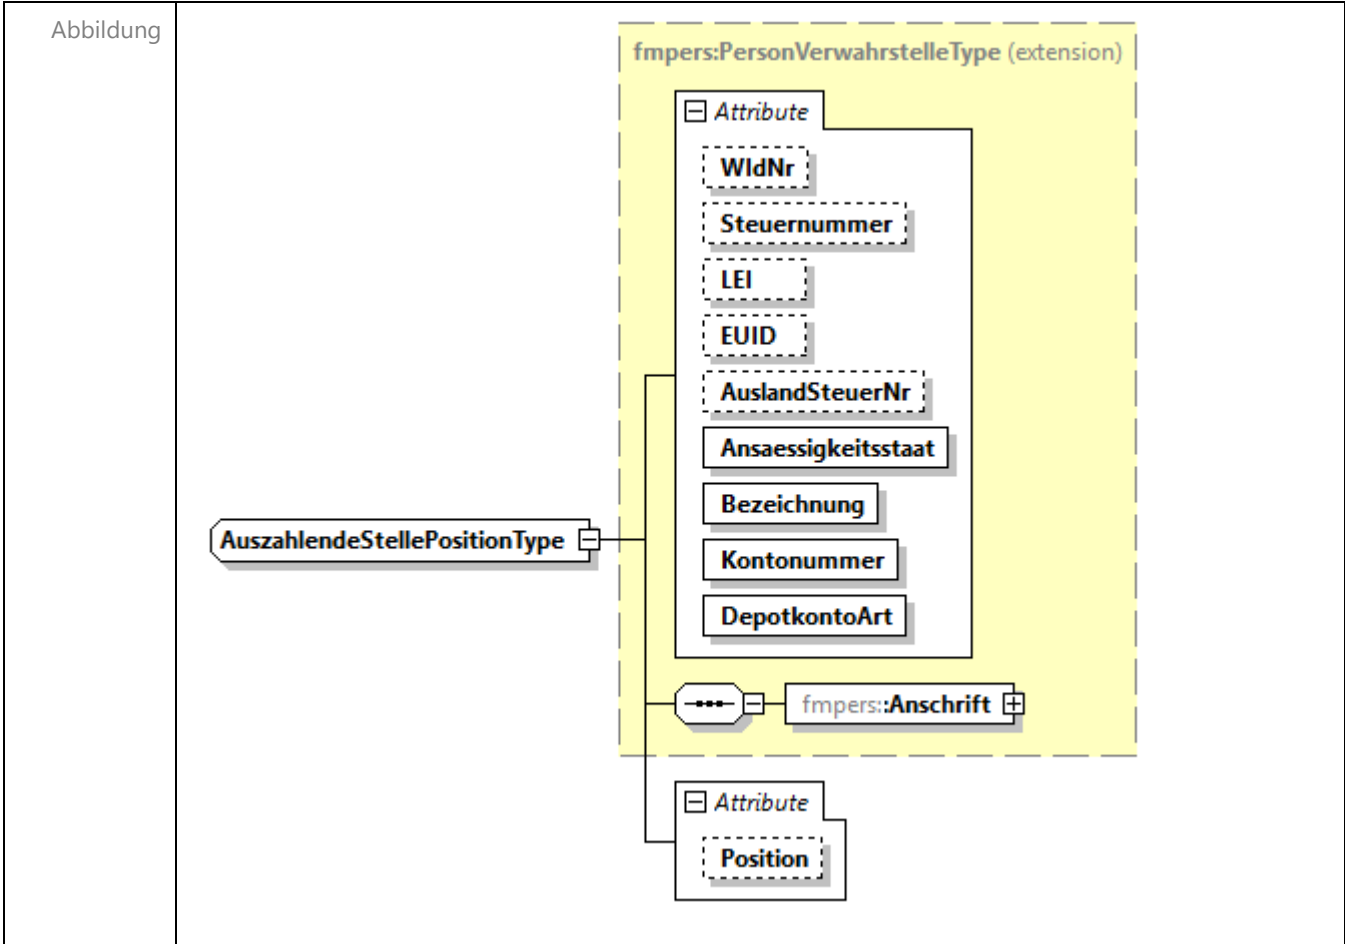 Abbildung
fmpers:PersonVerwahrstelleType (extension)
Attribute
WIdNr
Steuernummer
LEI
EUID
AuslandSteuerNr
Ansaessigkeitsstaat
Bezeichnung
Kontonummer
DepotkontoArt
AuszahlendeStellePositionType
fmpers::Anschrift
Attribute
Position